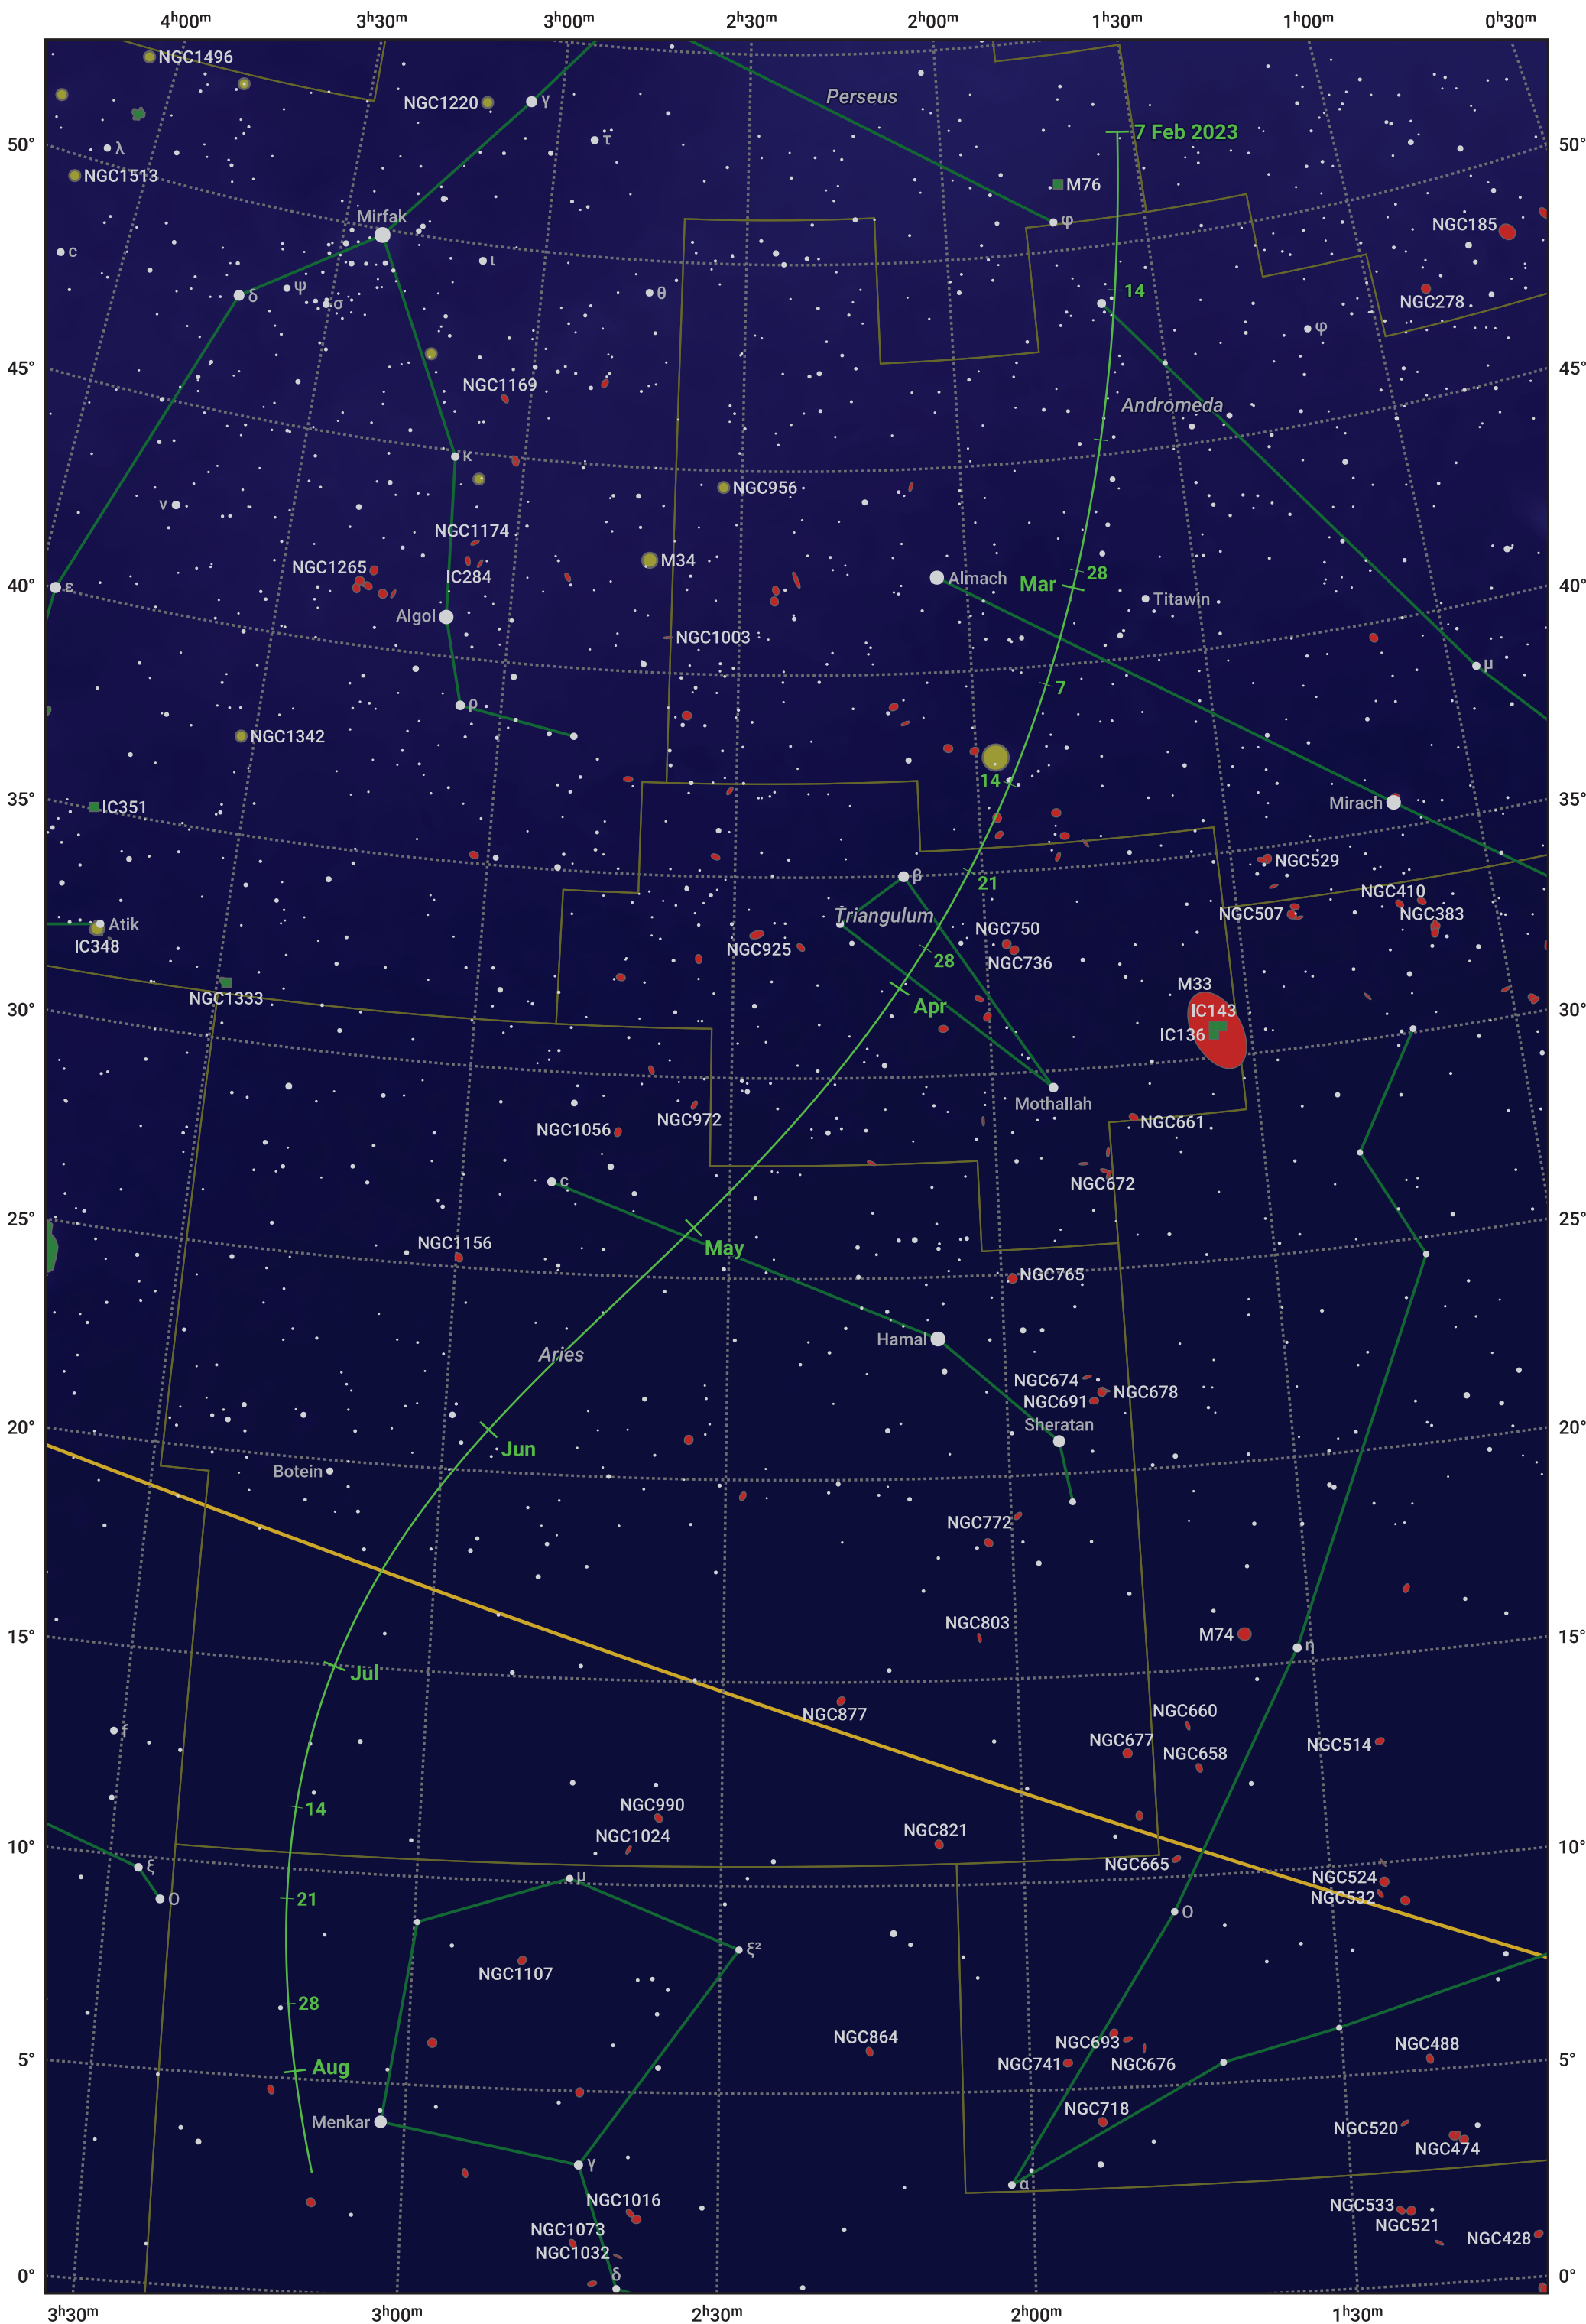 4h00m 3h30m 3h00m 2h30m 2h00m 1h30m 1h00m 0h30m
NGC1496
Perseus
NGC1220 γ
7 Feb 2023
τ
50° λ 50°
NGC1513
M76
Mirfak
φ
NGC185
c
ι
ψ
δ σ
θ
14
NGC278
φ
45° 45°
NGC1169
Andromeda
κ
NGC956
ν
NGC1174
M34
NGC1265
IC284
Almach
28
Mar
40° ε 40°
Titawin
Algol
NGC1003
μ
7
ρ
NGC1342
14
35° IC351 35°
Mirach
NGC529
β
21
NGC410
Triangulum
NGC507 NGC383
Atik
NGC750
IC348
NGC925
28 NGC736
M33
NGC1333
Apr
30° IC143 30°
IC136
Mothallah
NGC972
NGC661
NGC1056
c
NGC672
25° 25°
NGC1156
May
NGC765
Hamal
Aries
NGC674
NGC678
NGC691
Sheratan
20° 20°
Jun
Botein
NGC772
NGC803
M74
15° η 15°
Jul
NGC877
NGC660
f
NGC677
NGC514
NGC658
NGC990
14
NGC821
NGC1024
10° 10°
NGC665
ξ
μ
NGC524
O 21
NGC532
O
ξ²
NGC1107
28
NGC864
NGC693
NGC488
5° Aug 5°
NGC741 NGC676
NGC718
Menkar
NGC520
NGC474
γ
α
NGC1016
NGC533
NGC521
NGC1073
NGC428
NGC1032
δ
0° 0°
3h30m 3h00m 2h30m 2h00m 1h30m